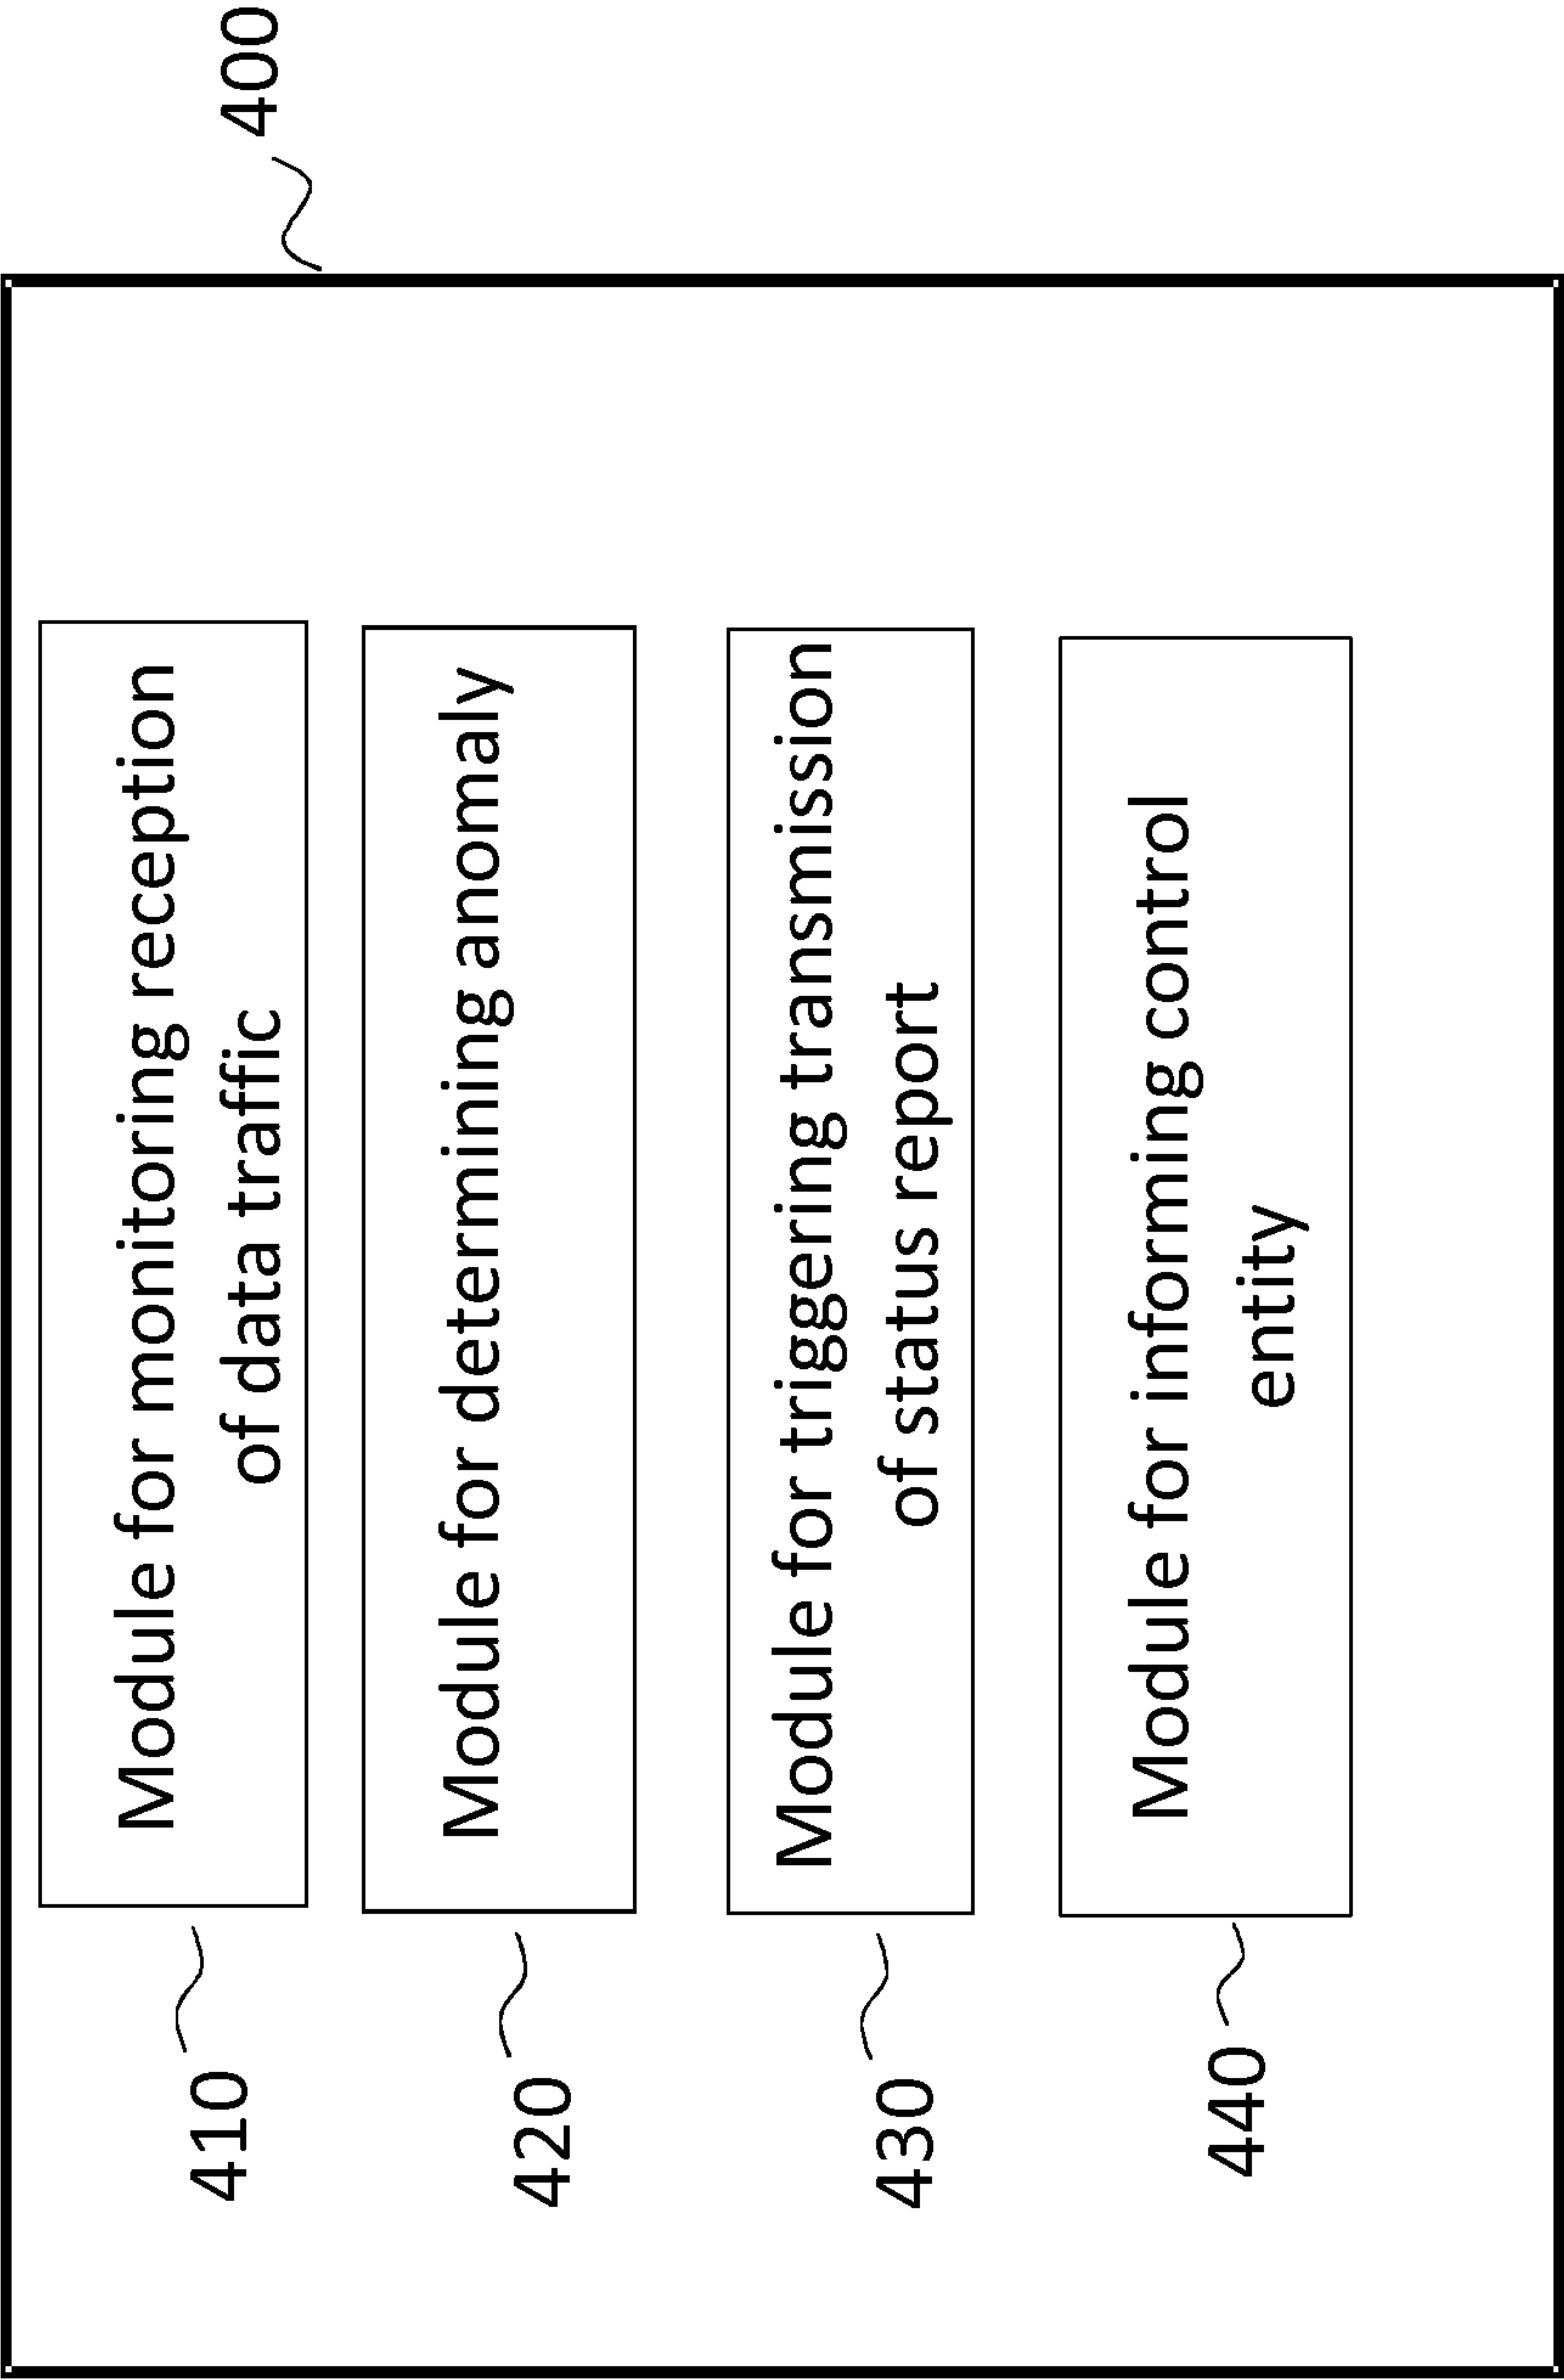 400
410
Module for monitoring reception
of data traffic
420
Module for determining anomaly
430
Module for triggering transmission
of status report
440
Module for informing control
entity